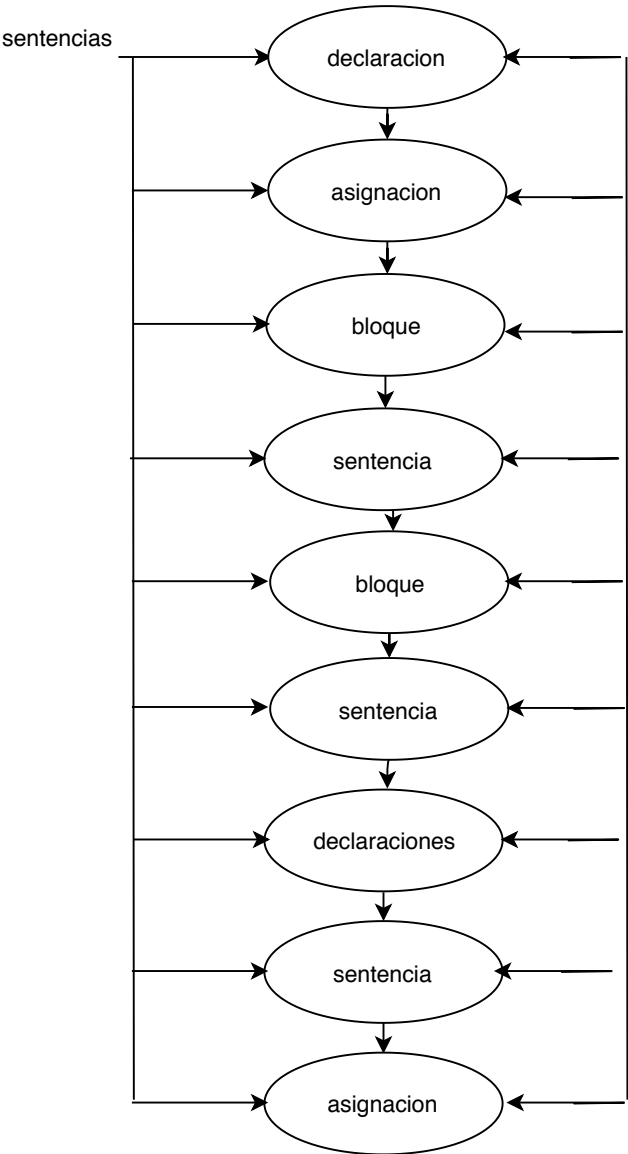 sentencias
declaracion
asignacion
bloque
sentencia
bloque
sentencia
declaraciones
sentencia
asignacion